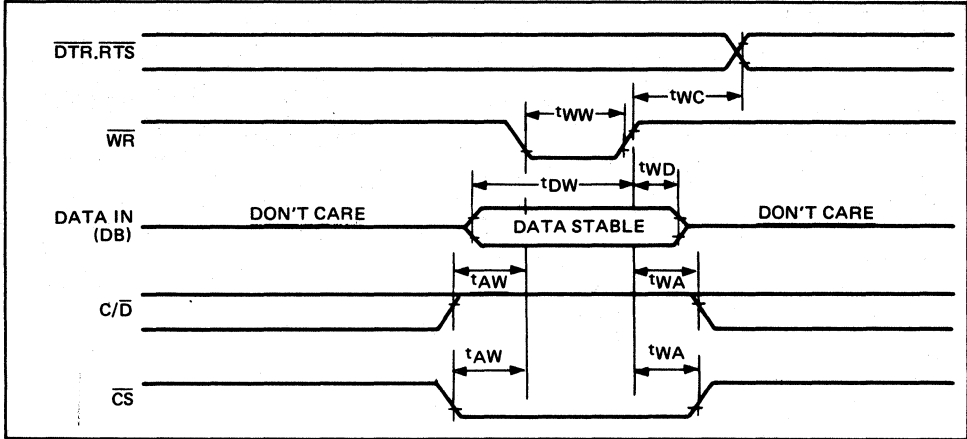 DTR.RTS
tWC
tWW
WR
tWD
tDW
DATA IN
(DB)
DON'T CARE
DATA STABLE
DON'T CARE
tAW
tWA
C/D
tAW
tWA
CS